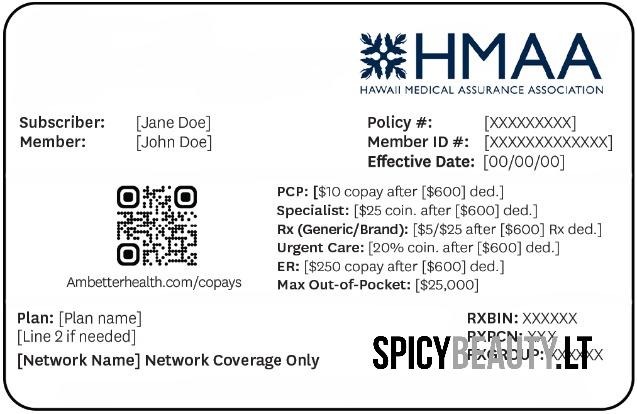 HMAA
HAWAII MEDICAL ASSURANCE ASSOCIATION
Subscriber: [Jane Doe]
Member: [John Doe]
Policy #: [XXXXXXXXX]
Member ID #: [XXXXXXXXXXXXX]
Effective Date: [00/00/00]
Ambetterhealth.com/copays
PCP: [$10 copay after [$600] ded.]
Specialist: [$25 coin. after [$600] ded.]
Rx (Generic/Brand): [$5/$25 after [$600] Rx ded.]
Urgent Care: [20% coin. after [$600] ded.]
ER: [$250 copay after [$600] ded.]
Max Out-of-Pocket: [$25,000]
Plan: [Plan name]
[Line 2 if needed]
[Network Name] Network Coverage Only
RXBIN: XXXXXX
RXPCN: XXX
RXGROUP: XXXXXX
SPICYBEAUTY.LT